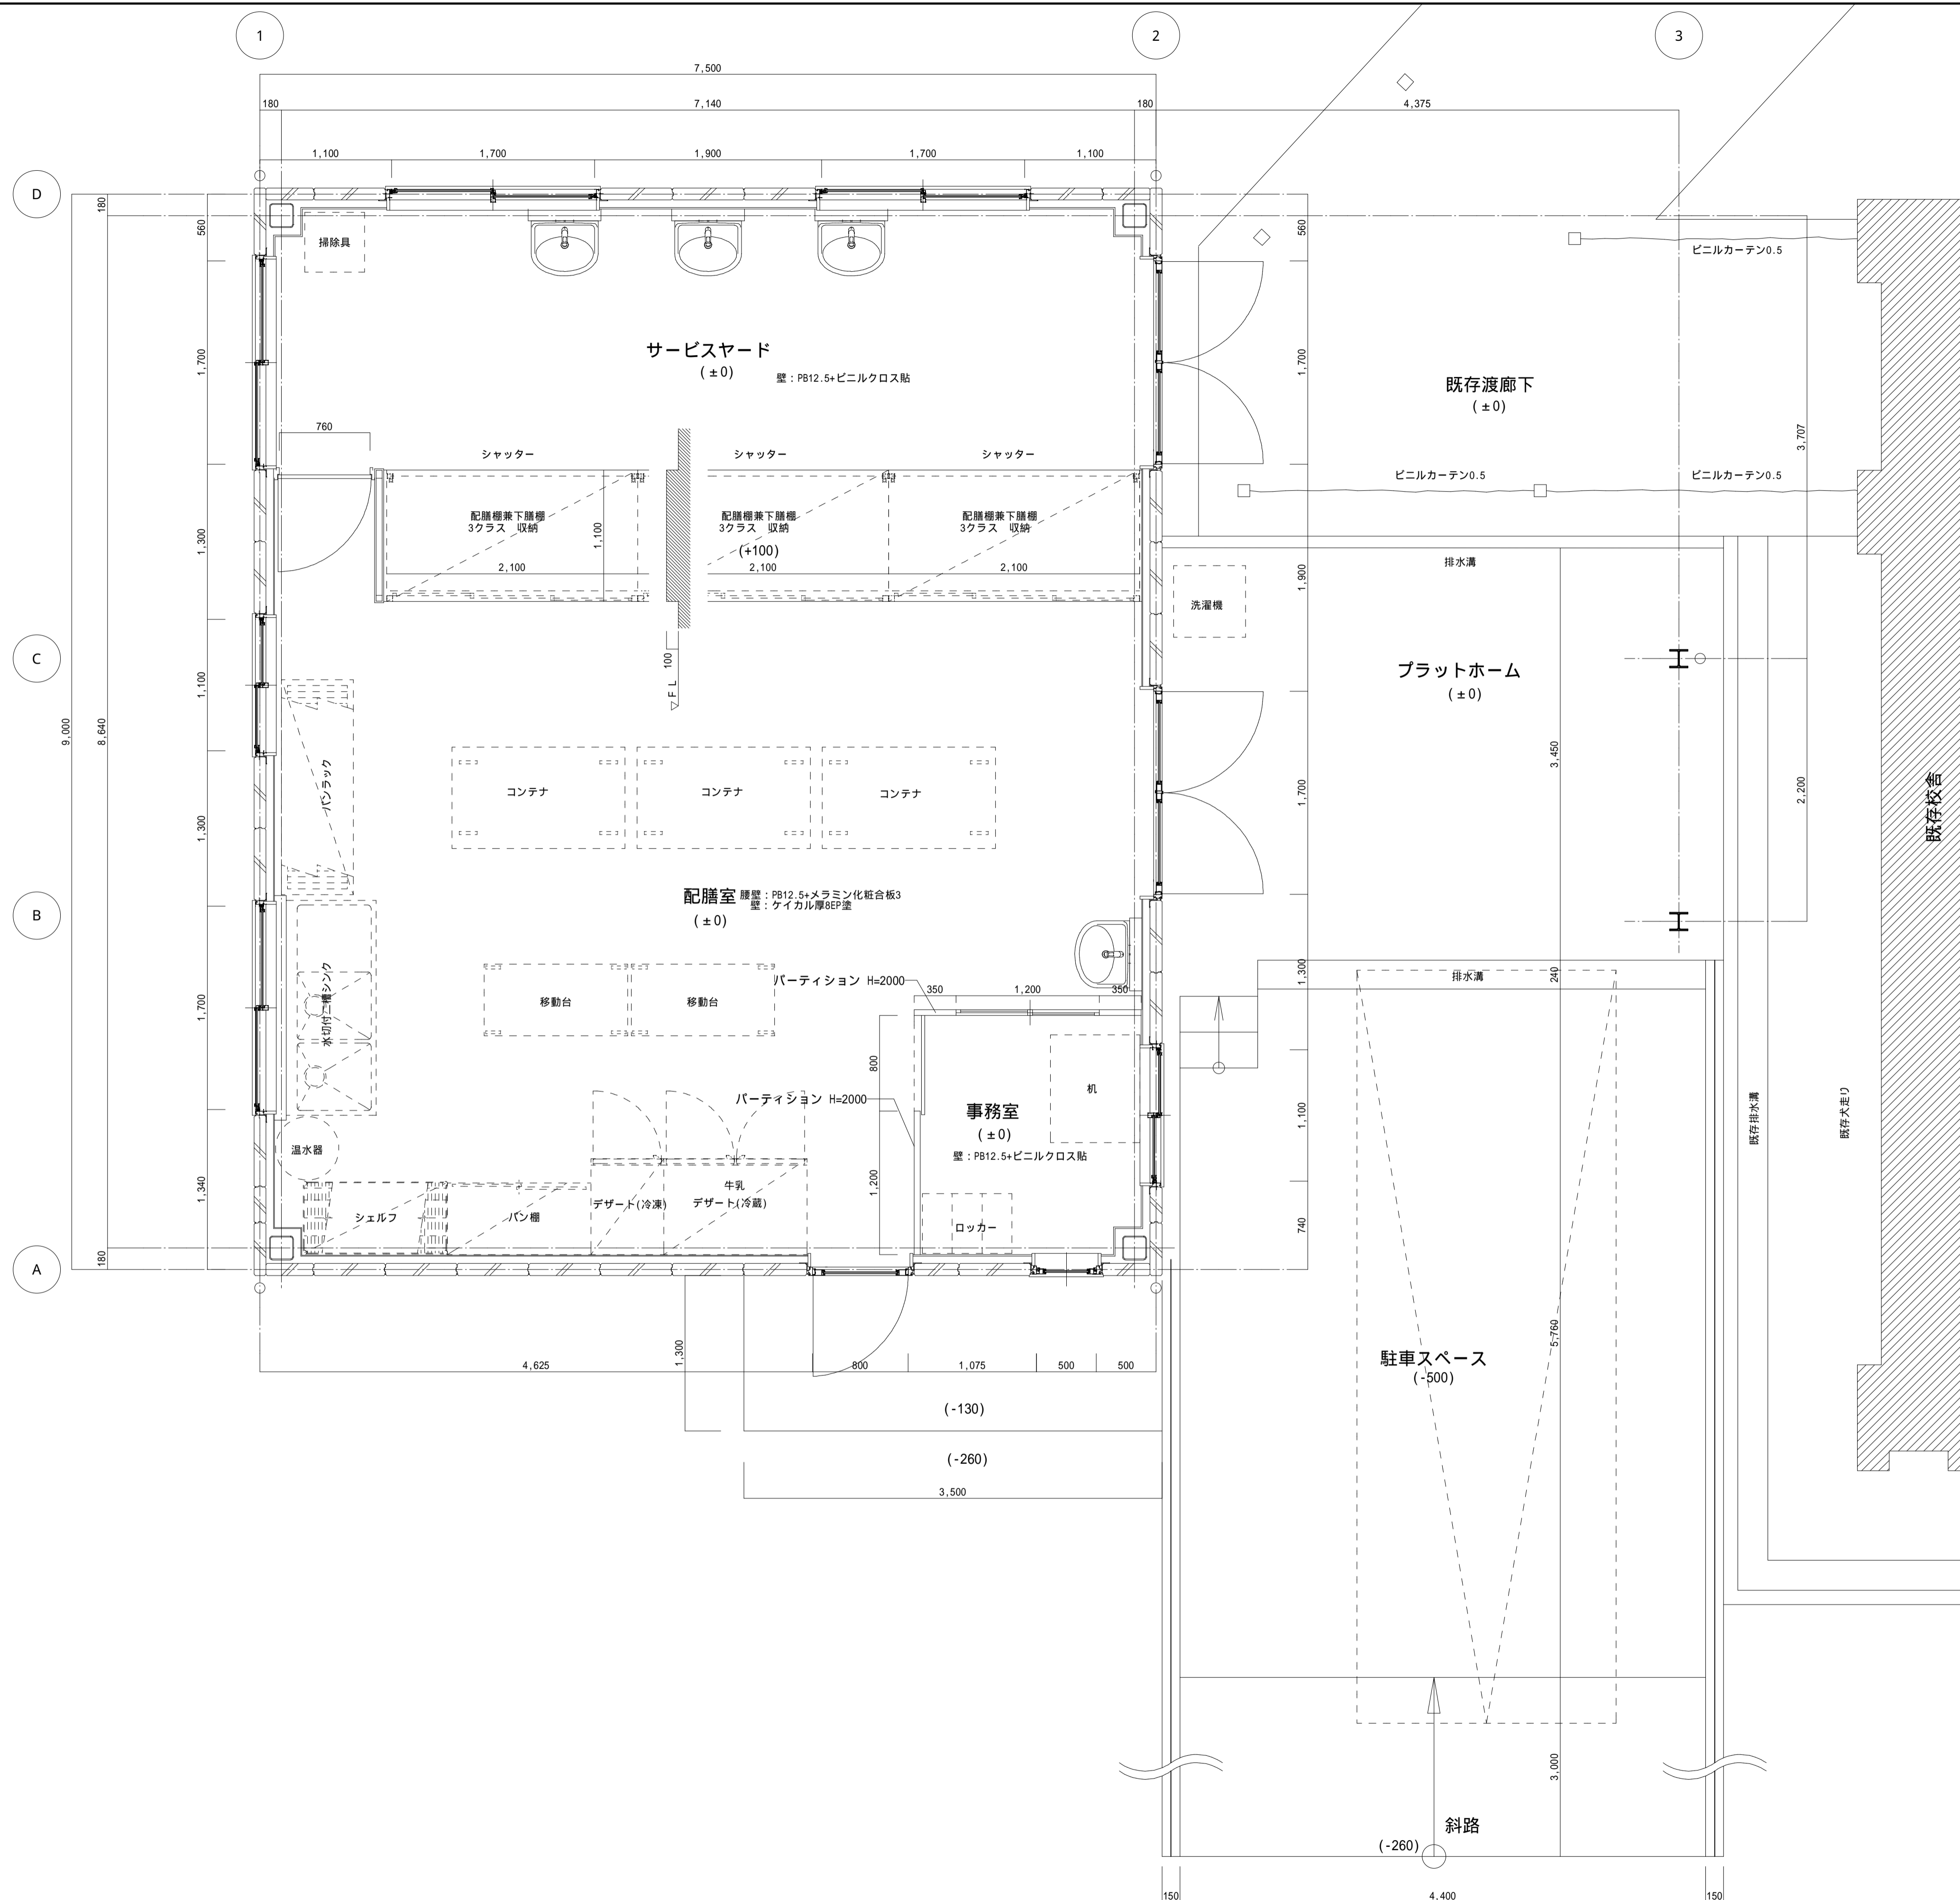 1
2
3
7,500
180
7,140
180
4,375
1,100
1,700
1,900
1,700
1,100
D
C
B
A
180
560
1,700
1,300
1,100
1,300
1,700
1,340
180
9,000
8,640
掃除具
サービスヤード
(±0)
壁：PB12.5+ビニルクロス貼
760
シャッター
シャッター
シャッター
配膳棚兼下膳棚
3クラス　収納
配膳棚兼下膳棚
3クラス　収納
配膳棚兼下膳棚
3クラス　収納
(+100)
1,100
2,100
2,100
2,100
100
FL
パンラック
コンテナ
コンテナ
コンテナ
配膳室
腰壁：PB12.5+メラミン化粧合板3
壁：ケイカル厚8EP塗
(±0)
水切付二槽シンク
移動台
移動台
パーティション H=2000
350
1,200
350
800
1,200
パーティション H=2000
事務室
(±0)
壁：PB12.5+ビニルクロス貼
机
ロッカー
温水器
シェルフ
パン棚
デザート(冷凍)
牛乳
デザート(冷蔵)
4,625
1,300
800
1,075
500
500
(-130)
(-260)
3,500
560
1,700
1,900
1,700
1,300
1,100
740
既存渡廊下
(±0)
ビニルカーテン0.5
ビニルカーテン0.5
ビニルカーテン0.5
3,707
2,200
排水溝
洗濯機
プラットホーム
(±0)
3,450
240
排水溝
5,760
駐車スペース
(-500)
3,000
斜路
(-260)
150
4,400
150
既存排水溝
既存犬走り
既存校舎